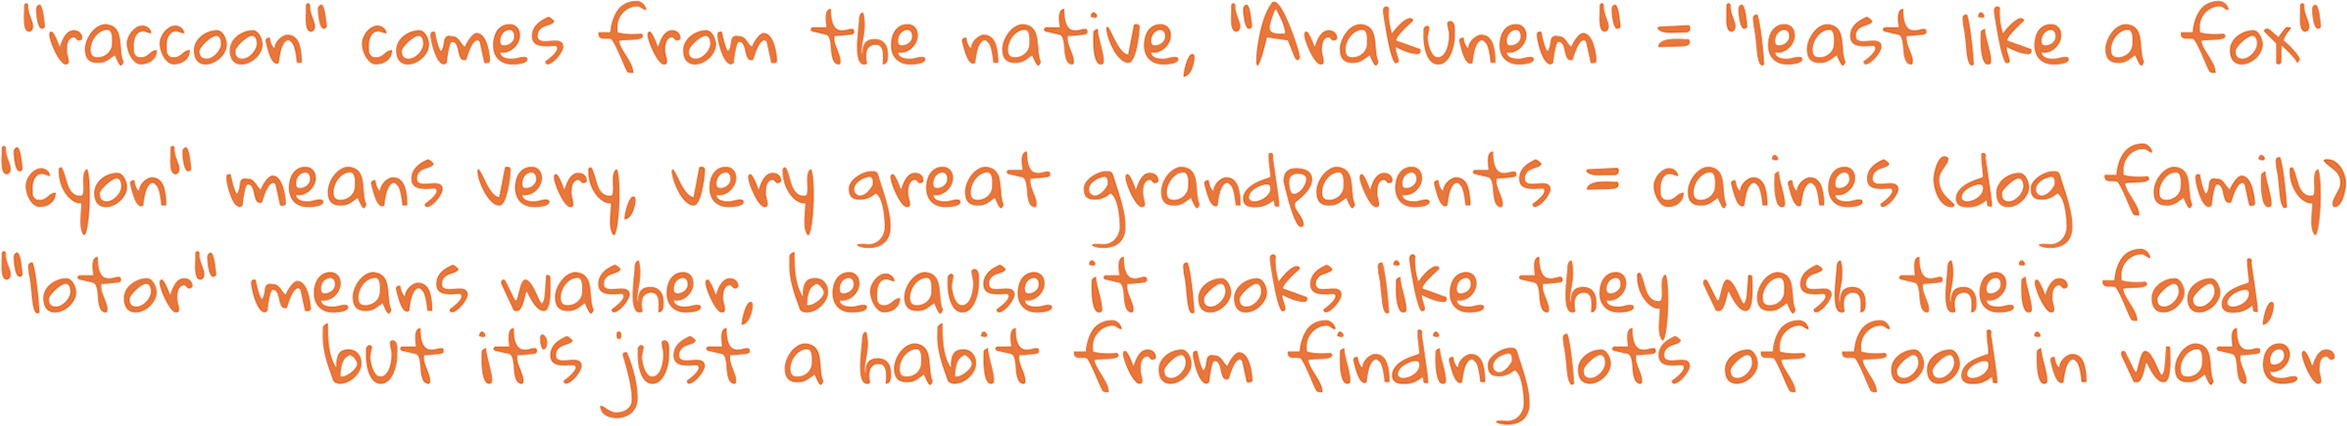 "raccoon" comes from the native, "Arakunem" = "least like a fox"
"cyon" means very, very great grandparents = canines (dog family)
"lotor" means washer, because it looks like they wash their food,
but it's just a habit from finding lots of food in water